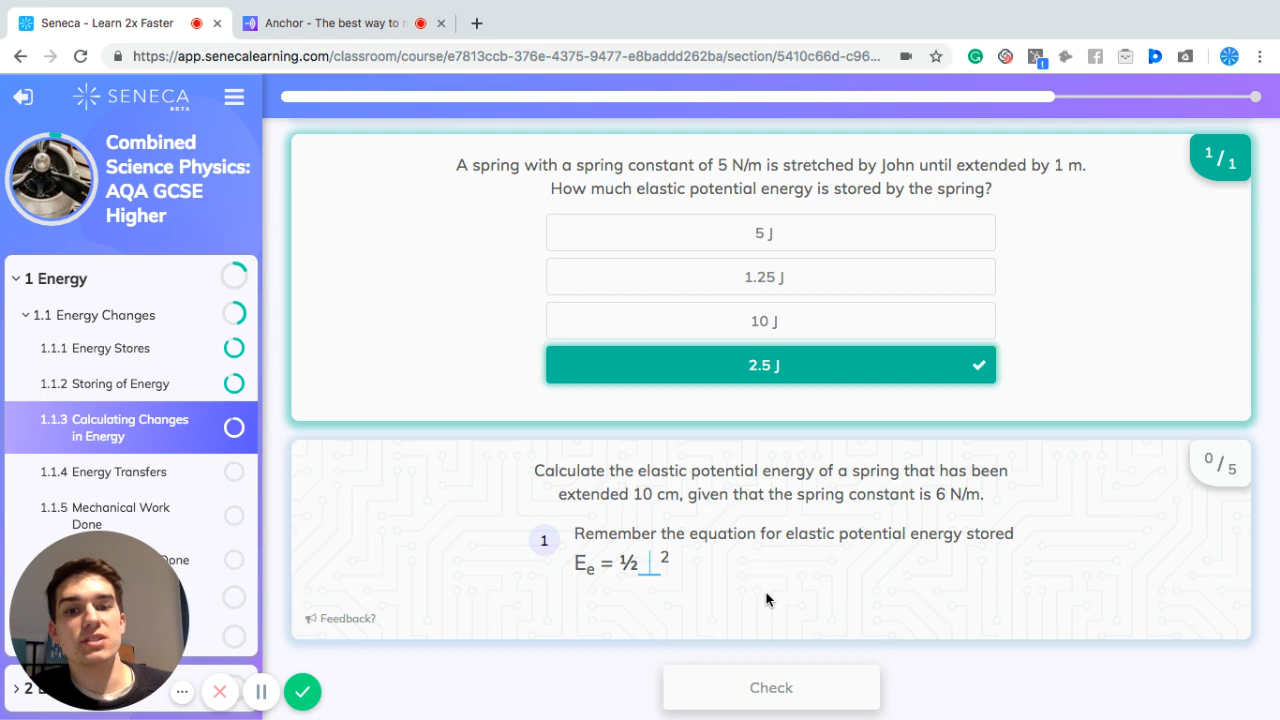 Seneca - Learn 2x Faster
Anchor - The best way to
https://app.senecalearning.com/classroom/course/e7813ccb-376e-4375-9477-e8baddd262ba/section/5410c66d-c96...
SENECA
BETA
Combined
Science Physics:
AQA GCSE
Higher
1 Energy
1.1 Energy Changes
1.1.1 Energy Stores
1.1.2 Storing of Energy
1.1.3 Calculating Changes
in Energy
1.1.4 Energy Transfers
1.1.5 Mechanical Work
Done
Done
2
1/1
A spring with a spring constant of 5 N/m is stretched by John until extended by 1 m.
How much elastic potential energy is stored by the spring?
5 J
1.25 J
10 J
2.5 J
0/5
Calculate the elastic potential energy of a spring that has been
extended 10 cm, given that the spring constant is 6 N/m.
1 Remember the equation for elastic potential energy stored
Eₑ = ½ __ ²
Feedback?
Check